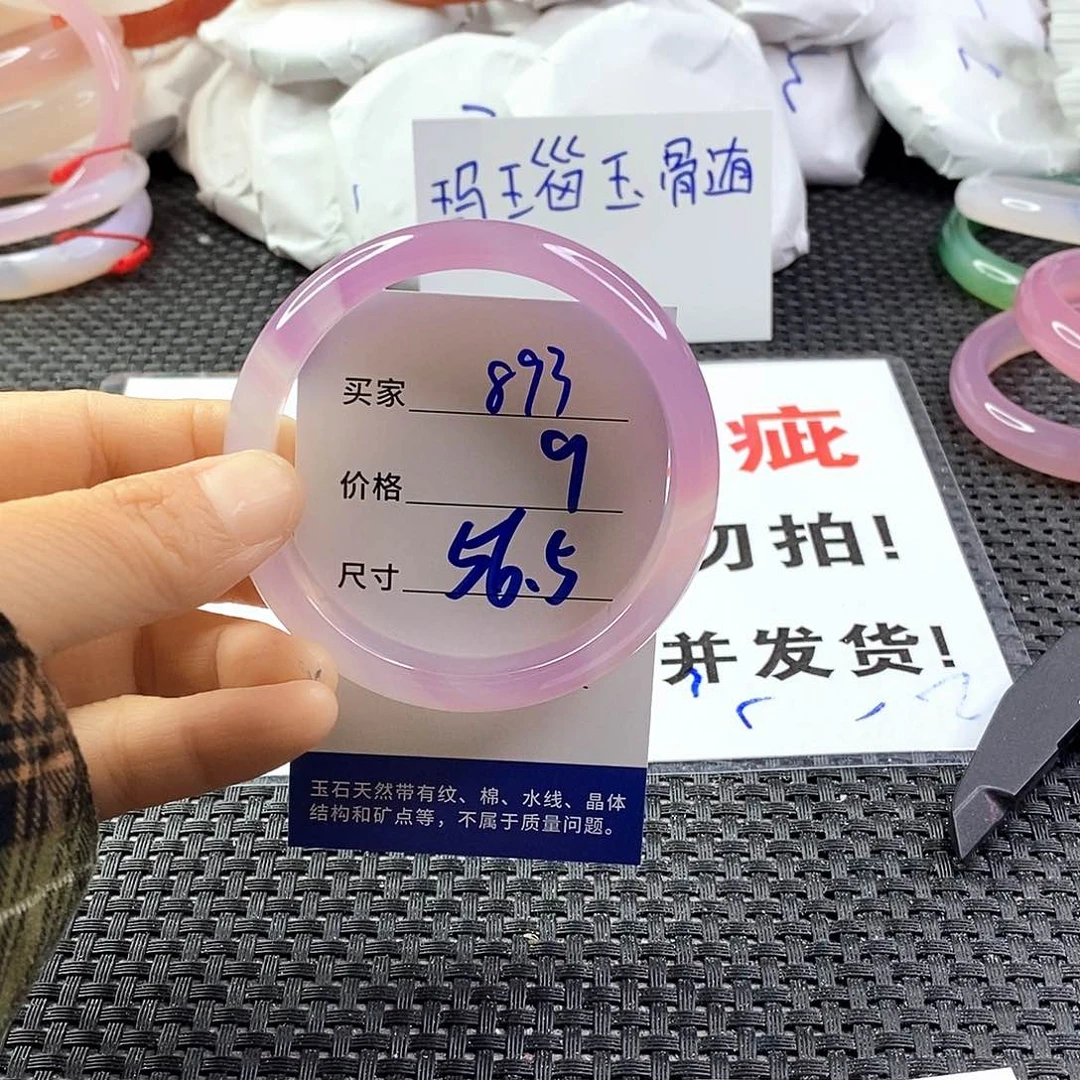 玛瑙玉骨髄
买家 893
价格 9
尺寸 56.5
疵
勿拍!
并发货!
玉石天然带有纹、棉、水线、晶体
结构和矿点等，不属于质量问题。